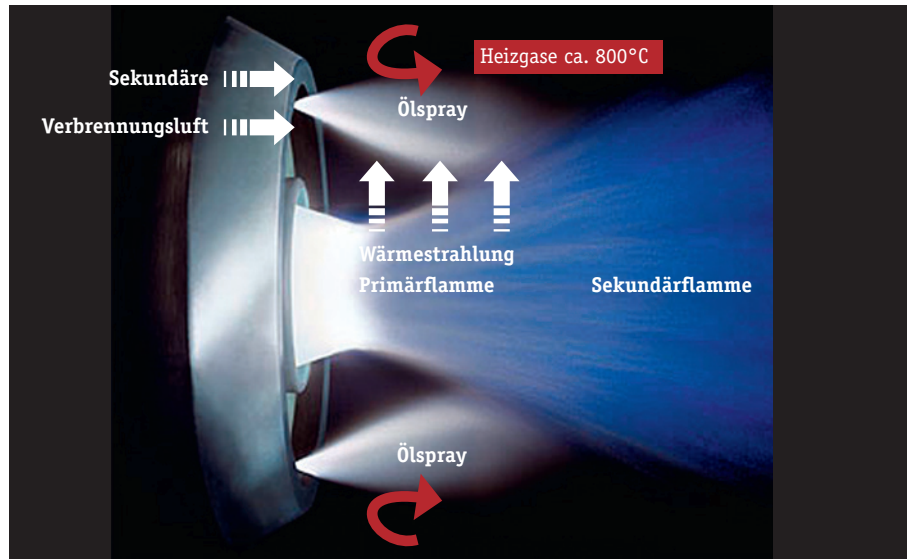 Heizgase ca. 800°C
Sekundäre
Verbrennungsluft
Ölspray
Wärmestrahlung
Primärflamme
Sekundärflamme
Ölspray